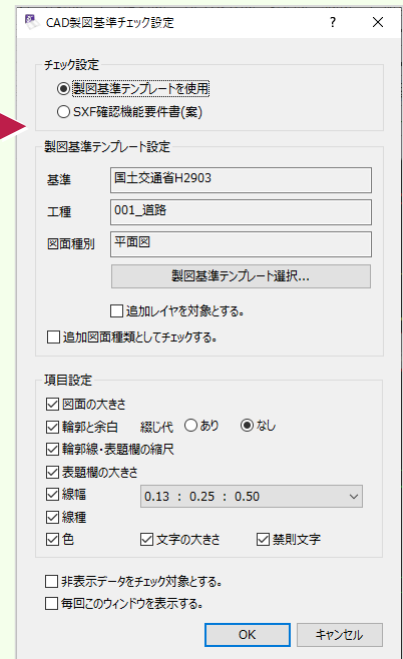 CAD製図基準チェック設定 ? ×
チェック設定
製図基準テンプレートを使用
SXF確認機能要件書(案)
製図基準テンプレート設定
基準 国土交通省H2903
工種 001_道路
図面種別 平面図
製図基準テンプレート選択...
追加レイヤを対象とする。
追加図面種類としてチェックする。
項目設定
図面の大きさ
輪郭と余白 綴じ代 あり なし
輪郭線・表題欄の縮尺
表題欄の大きさ
線幅 0.13 : 0.25 : 0.50
線種
色 文字の大きさ 禁則文字
非表示データをチェック対象とする。
毎回このウィンドウを表示する。
OK キャンセル